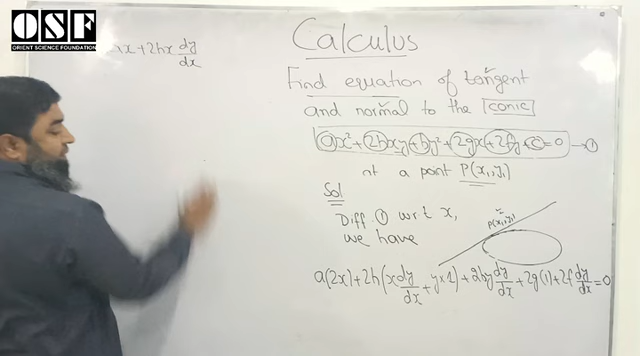 OSF
ORIENT SCIENCE FOUNDATION
x + 2hx dy/dx
Calculus
Find equation of tangent
and normal to the conic
ax² + 2hxy + by² + 2gx + 2fy + c = 0 → ①
at a point P(x₁, y₁)
Sol
Diff. ① w.r.t x,
we have
P(x₁, y₁)
a(2x) + 2h(x dy/dx + y×1) + 2by dy/dx + 2g(1) + 2f dy/dx = 0